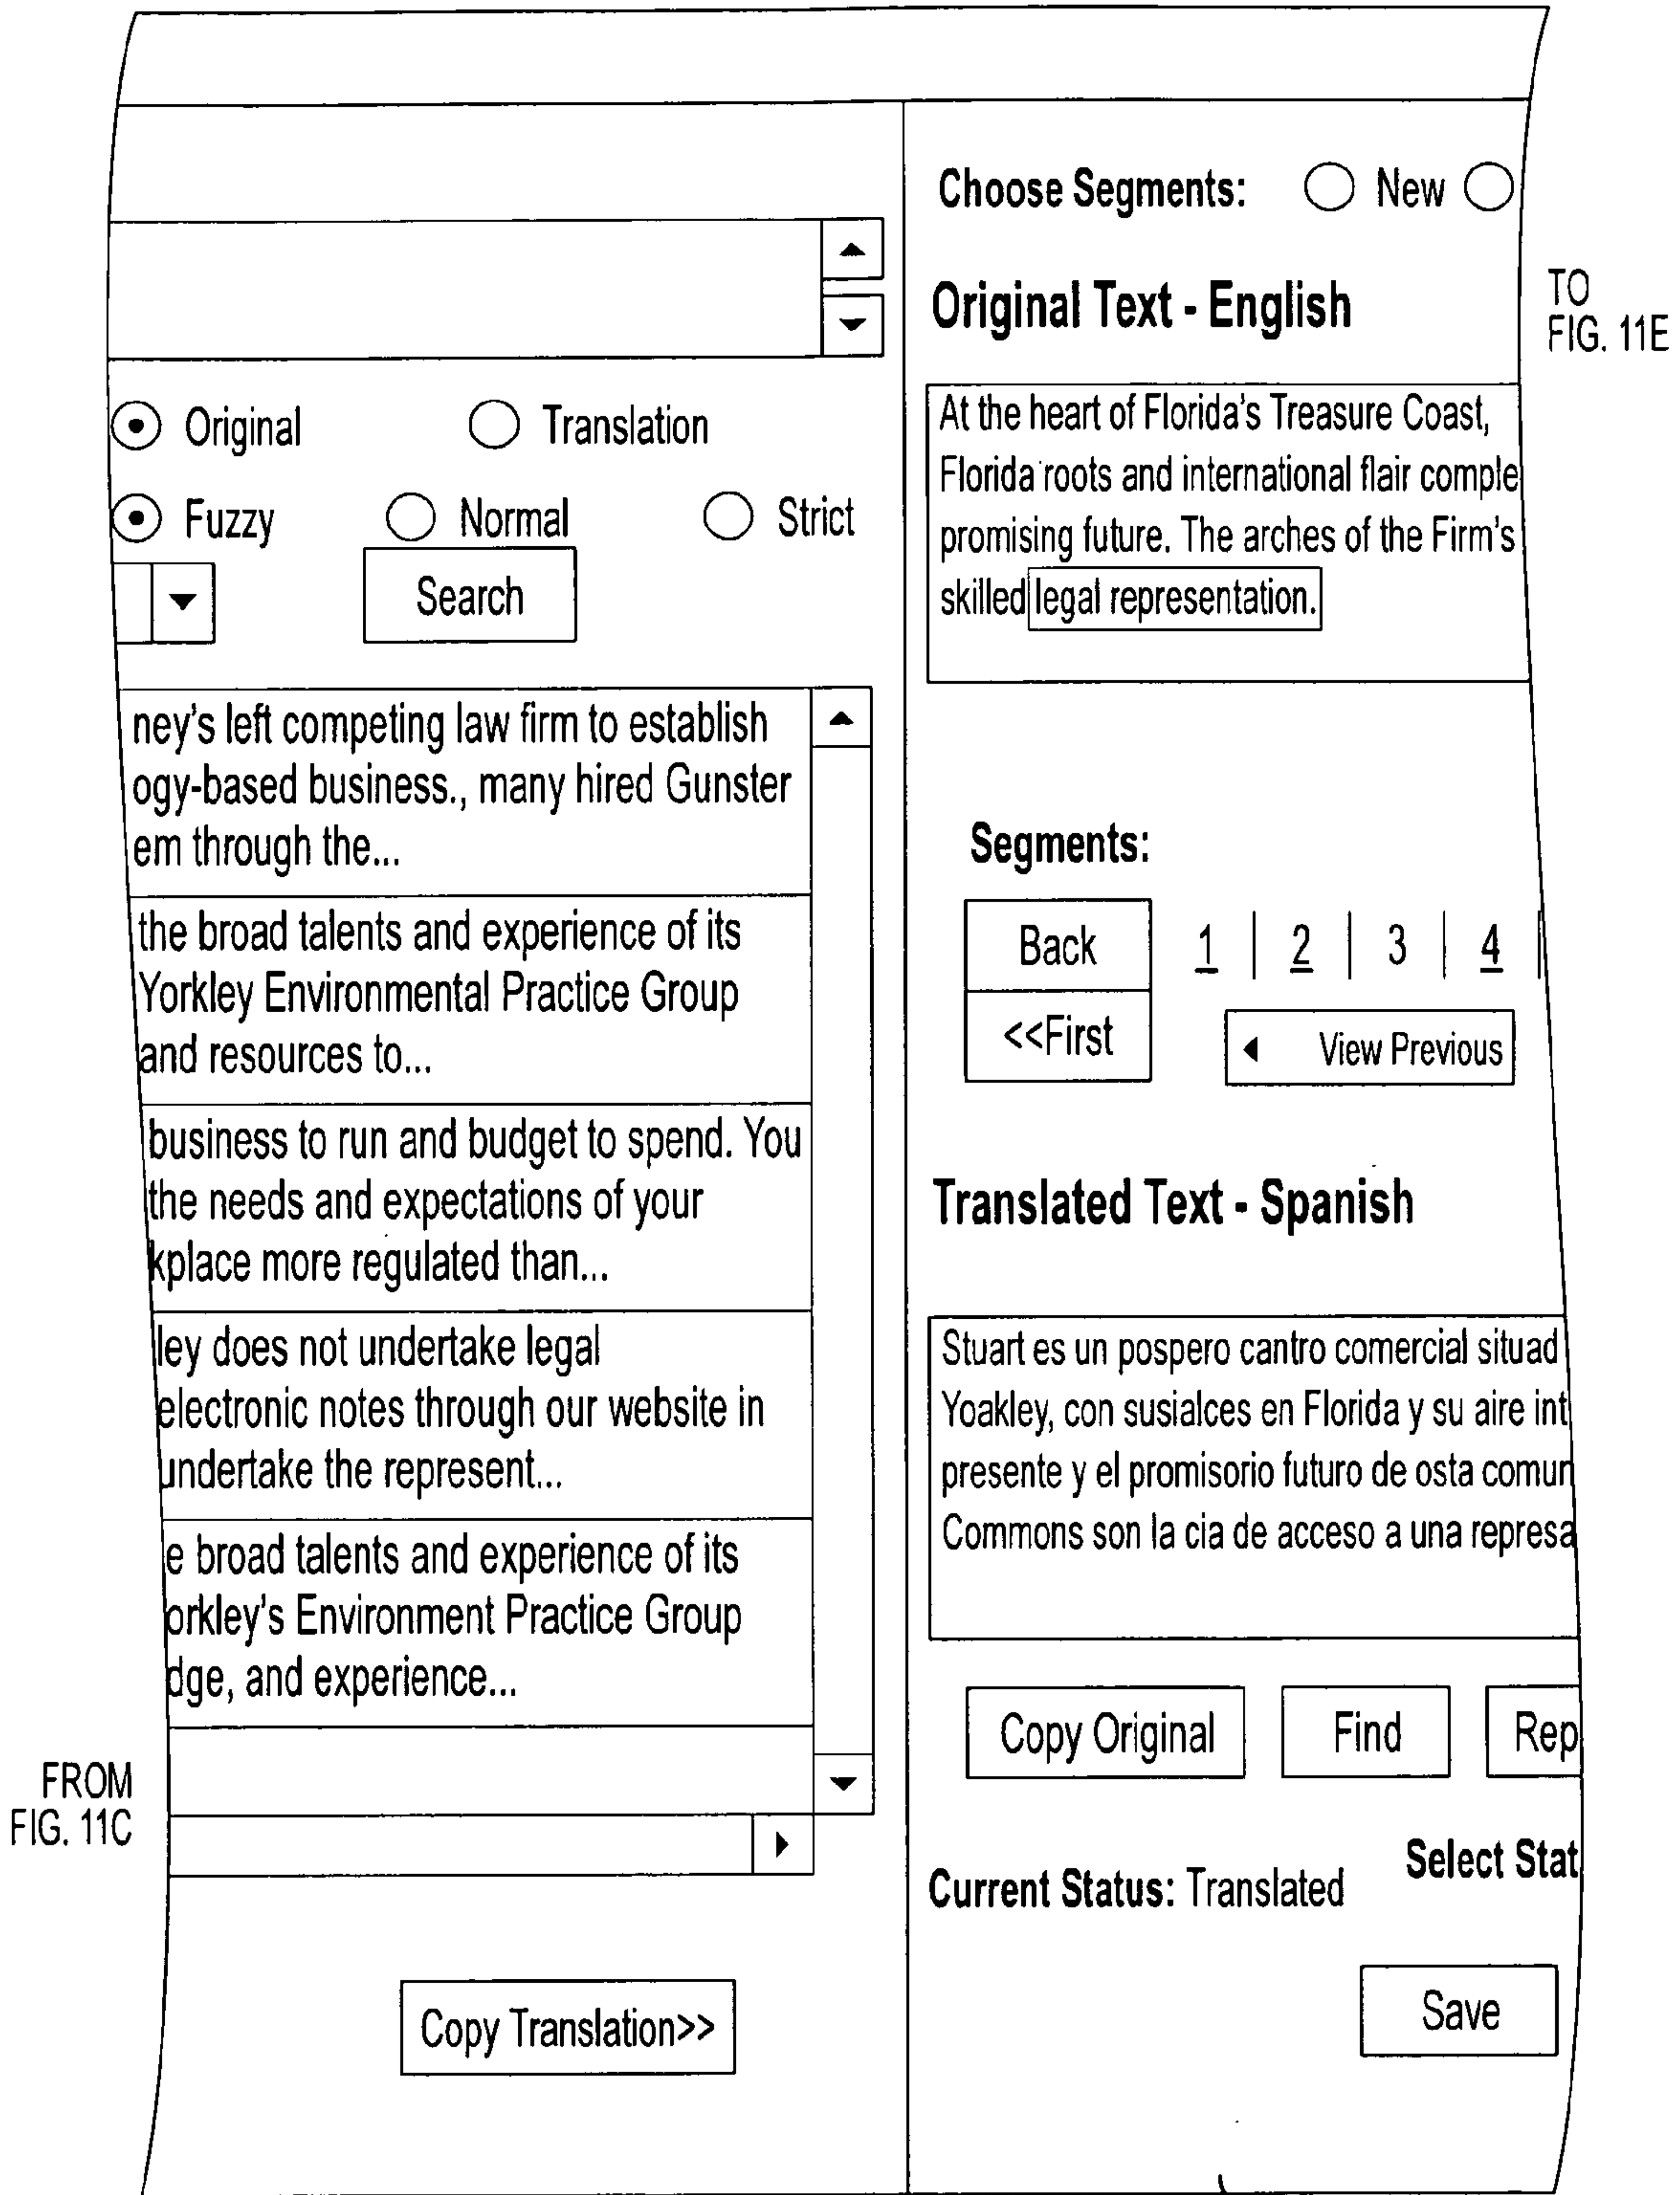 Original Translation
Fuzzy Normal Strict
Search
ney's left competing law firm to establish
ogy-based business., many hired Gunster
em through the...
the broad talents and experience of its
Yorkley Environmental Practice Group
and resources to...
business to run and budget to spend. You
the needs and expectations of your
kplace more regulated than...
ley does not undertake legal
electronic notes through our website in
undertake the represent...
e broad talents and experience of its
orkley's Environment Practice Group
dge, and experience...
FROM
FIG. 11C
Copy Translation>>
Choose Segments: New
Original Text - English
TO
FIG. 11E
At the heart of Florida's Treasure Coast,
Florida roots and international flair comple
promising future. The arches of the Firm's
skilled legal representation.
Segments:
Back 1 | 2 | 3 | 4 |
<<First View Previous
Translated Text - Spanish
Stuart es un pospero cantro comercial situad
Yoakley, con susialces en Florida y su aire int
presente y el promisorio futuro de osta comun
Commons son la cia de acceso a una represa
Copy Original Find Rep
Select Stat
Current Status: Translated
Save